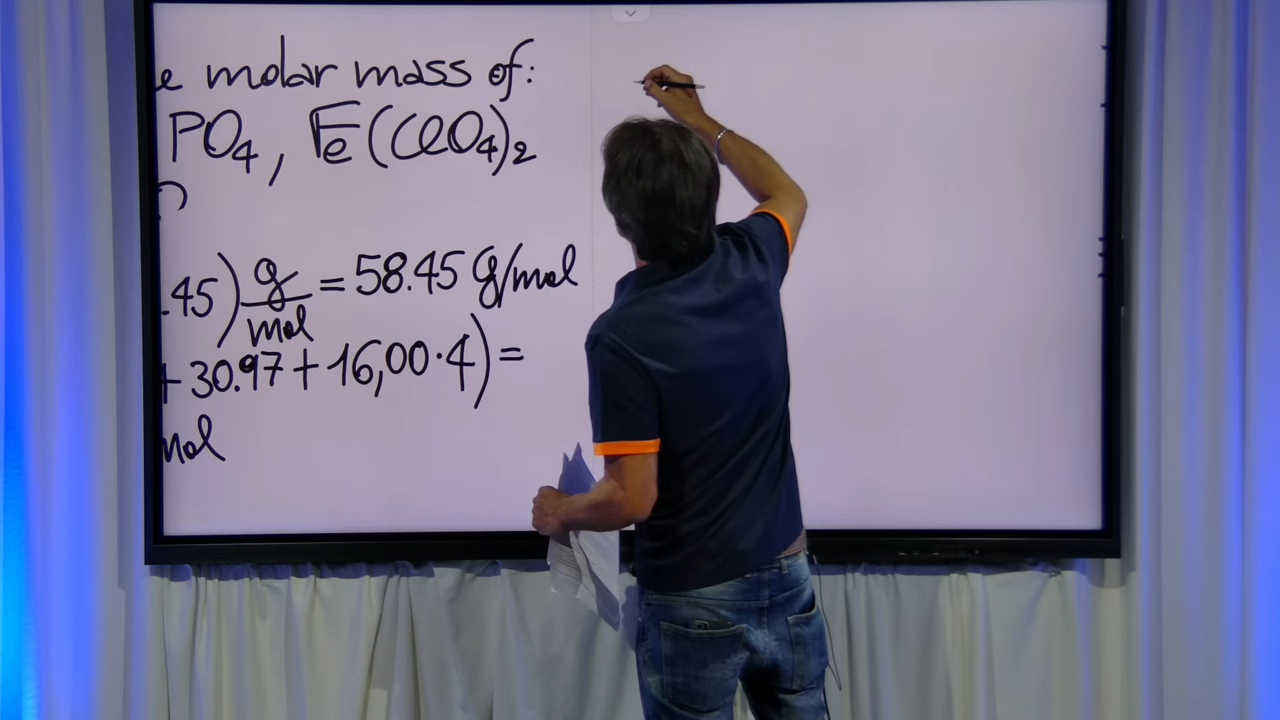 e molar mass of:
PO₄, Fe(ClO₄)₂
.45) g/mol = 58.45 g/mol
+ 30.97 + 16,00·4) =
mol